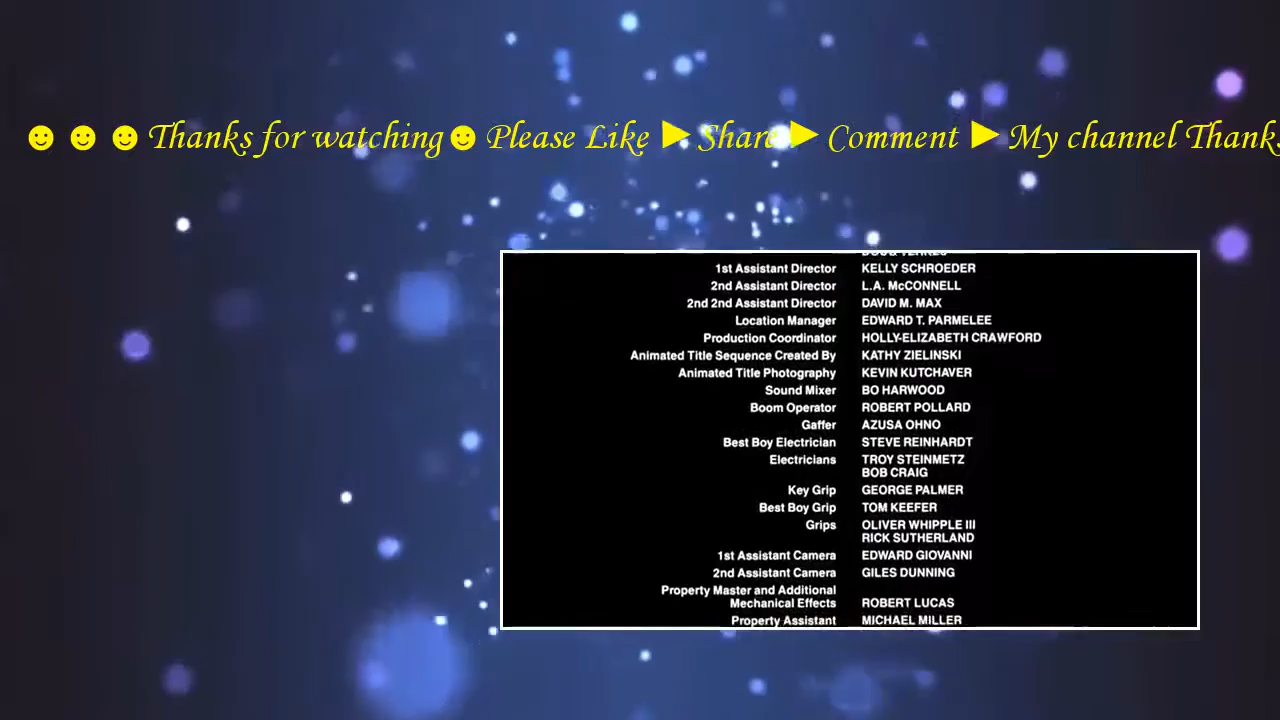 ☻☻☻Thanks for watching☻Please Like ►Share► Comment ►My channel Thanks
1st Assistant Director KELLY SCHROEDER
2nd Assistant Director L.A. McCONNELL
2nd 2nd Assistant Director DAVID M. MAX
Location Manager EDWARD T. PARMELEE
Production Coordinator HOLLY-ELIZABETH CRAWFORD
Animated Title Sequence Created By KATHY ZIELINSKI
Animated Title Photography KEVIN KUTCHAVER
Sound Mixer BO HARWOOD
Boom Operator ROBERT POLLARD
Gaffer AZUSA OHNO
Best Boy Electrician STEVE REINHARDT
Electricians TROY STEINMETZ
BOB CRAIG
Key Grip GEORGE PALMER
Best Boy Grip TOM KEEFER
Grips OLIVER WHIPPLE III
RICK SUTHERLAND
1st Assistant Camera EDWARD GIOVANNI
2nd Assistant Camera GILES DUNNING
Property Master and Additional
Mechanical Effects ROBERT LUCAS
Property Assistant MICHAEL MILLER